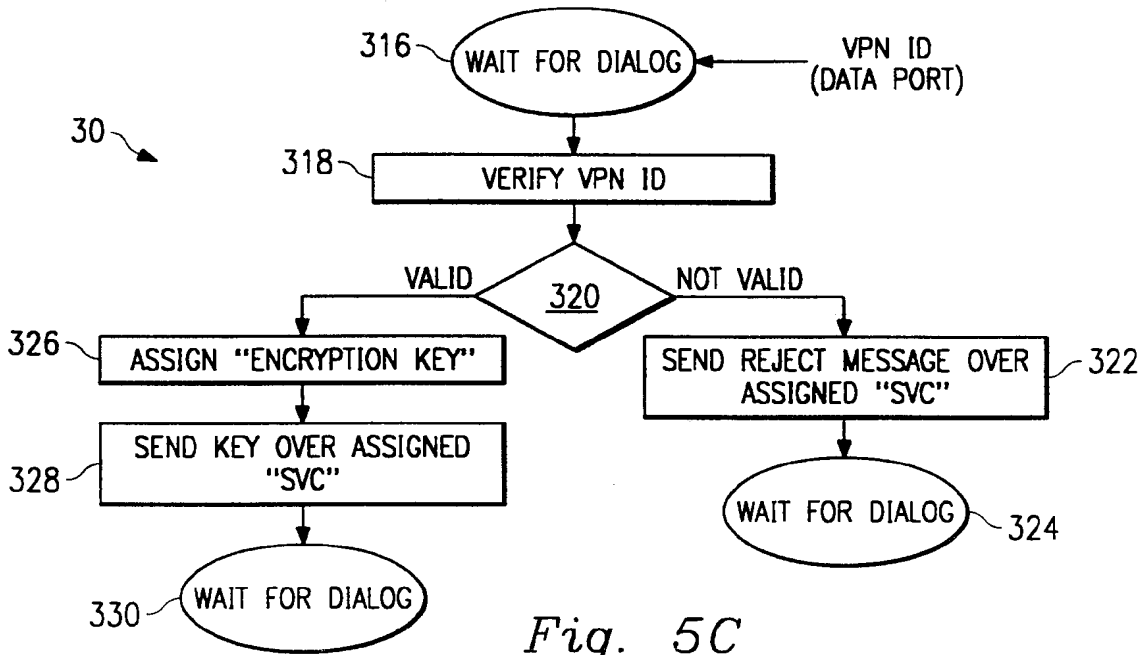 316
WAIT FOR DIALOG
VPN ID
(DATA PORT)
30
318
VERIFY VPN ID
VALID
320
NOT VALID
326
ASSIGN "ENCRYPTION KEY"
SEND REJECT MESSAGE OVER
ASSIGNED "SVC"
322
328
SEND KEY OVER ASSIGNED
"SVC"
WAIT FOR DIALOG
324
330
WAIT FOR DIALOG
Fig. 5C